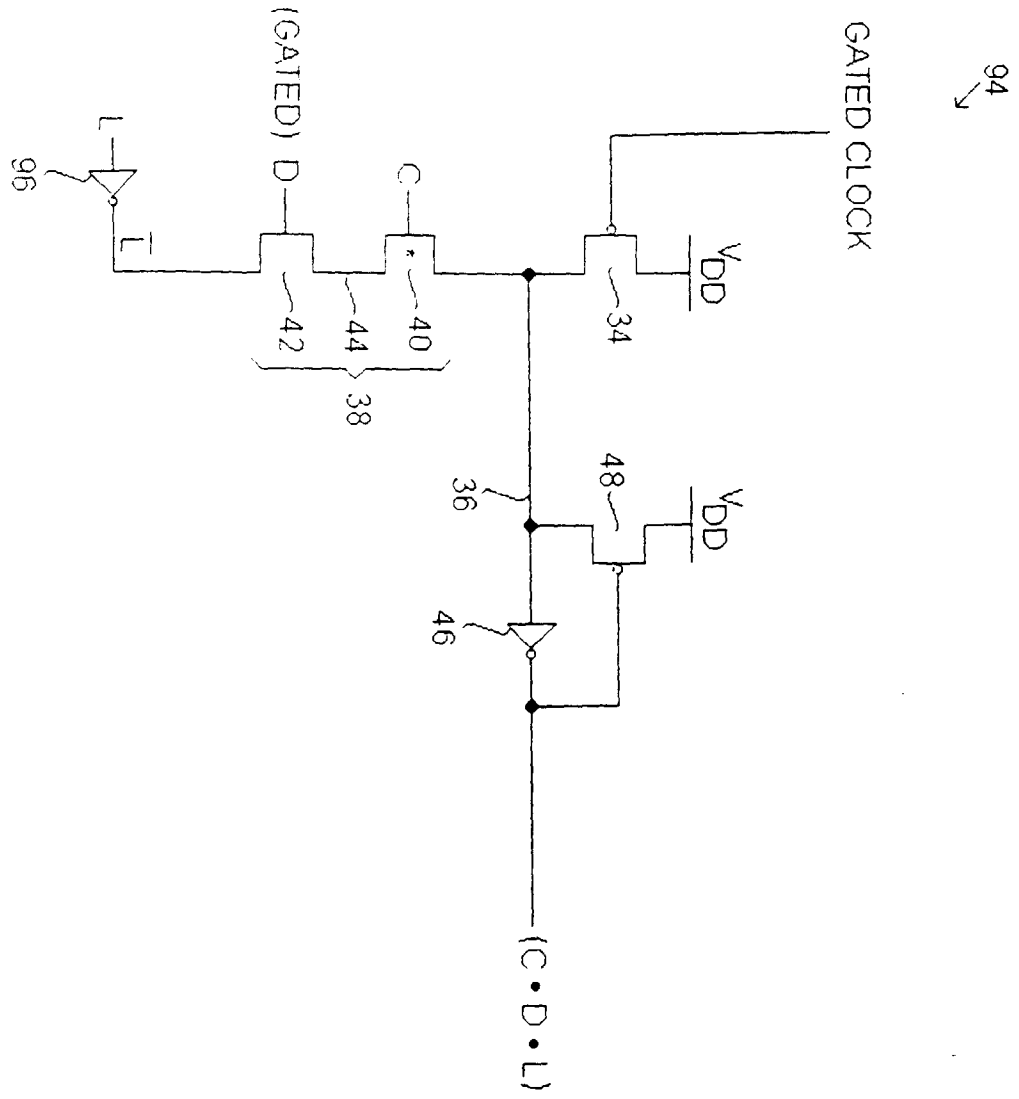 94
GATED CLOCK
VDD
34
VDD
48
C
*
40
44
42
38
36
46
(GATED) D
L
96
L̅
(C • D • L)